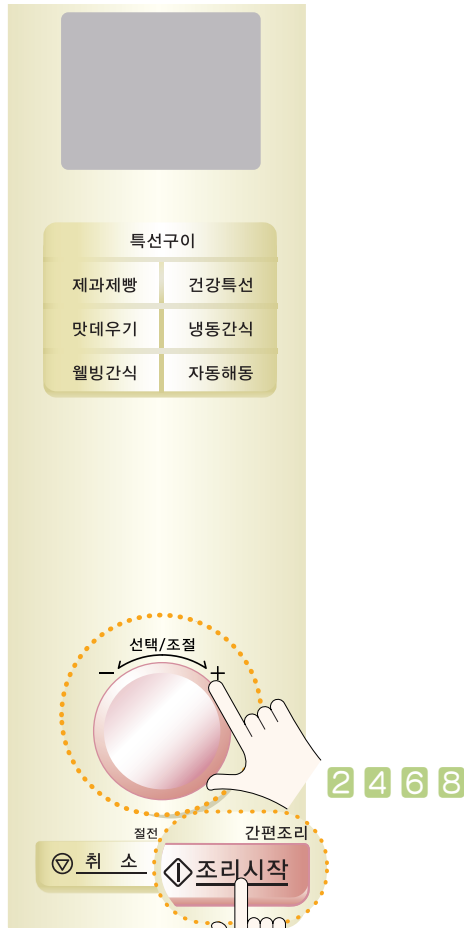 특선구이
제과제빵 건강특선
맛데우기 냉동간식
웰빙간식 자동해동
선택/조절
− +
2 4 6 8
절전 간편조리
취 소 조리시작